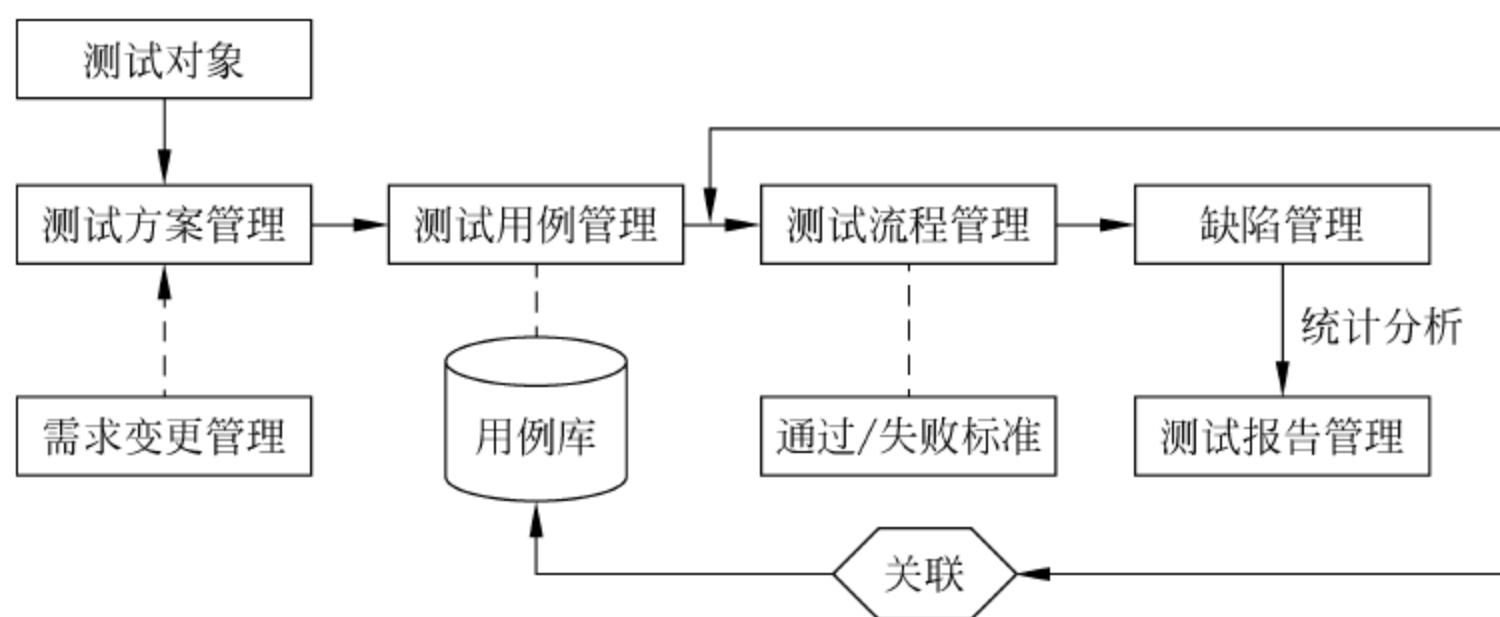 测试对象
测试方案管理
测试用例管理
测试流程管理
缺陷管理
统计分析
需求变更管理
用例库
通过/失败标准
测试报告管理
关联